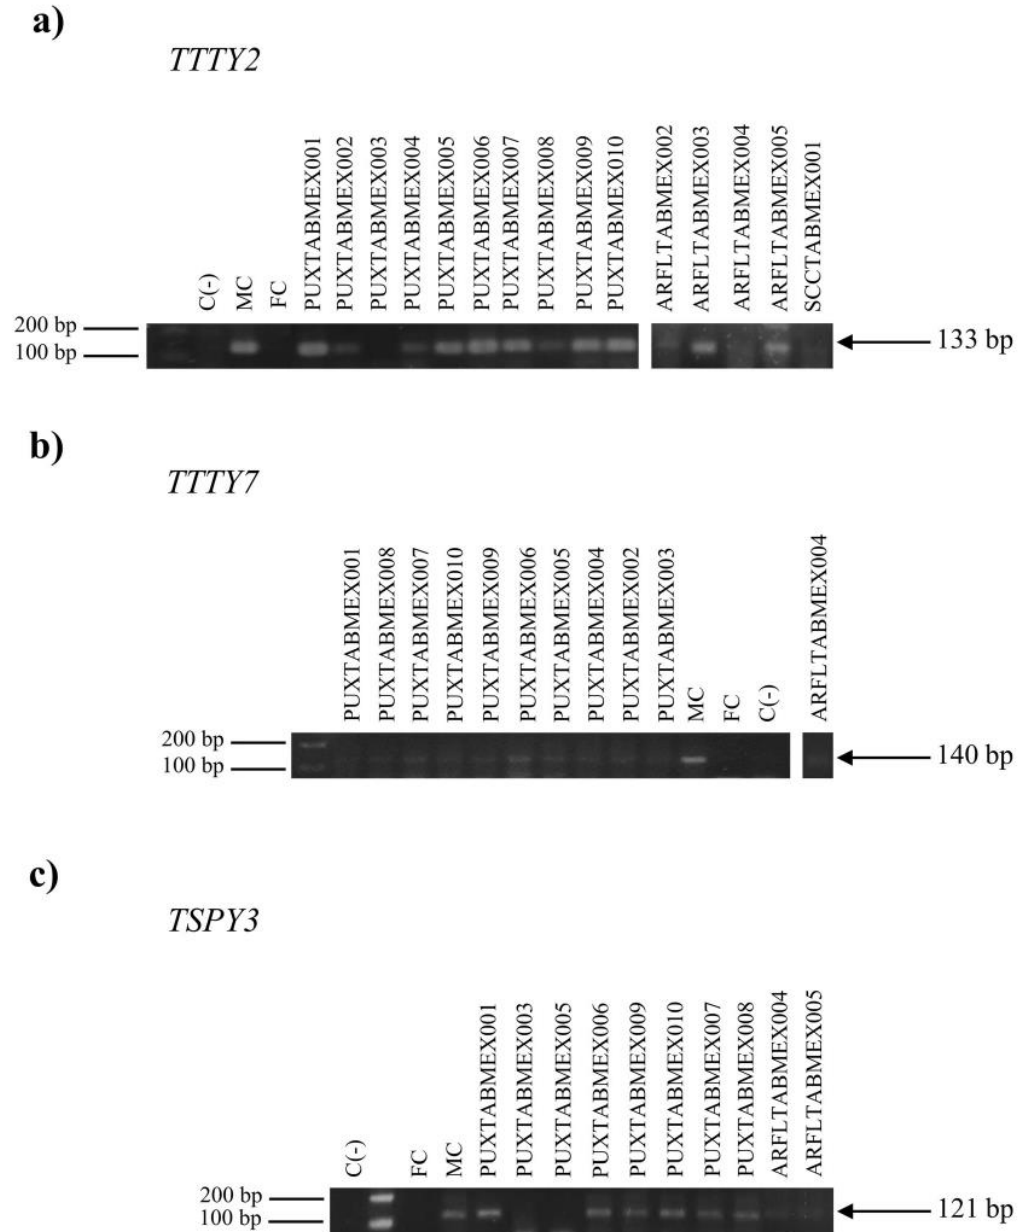 a)
TTTY2
C(-)
MC
FC
PUXTABMEX001
PUXTABMEX002
PUXTABMEX003
PUXTABMEX004
PUXTABMEX005
PUXTABMEX006
PUXTABMEX007
PUXTABMEX008
PUXTABMEX009
PUXTABMEX010
ARFLTABMEX002
ARFLTABMEX003
ARFLTABMEX004
ARFLTABMEX005
SCCTABMEX001
200 bp
100 bp
133 bp
b)
TTTY7
PUXTABMEX001
PUXTABMEX008
PUXTABMEX007
PUXTABMEX010
PUXTABMEX009
PUXTABMEX006
PUXTABMEX005
PUXTABMEX004
PUXTABMEX002
PUXTABMEX003
MC
FC
C(-)
ARFLTABMEX004
200 bp
100 bp
140 bp
c)
TSPY3
C(-)
FC
MC
PUXTABMEX001
PUXTABMEX003
PUXTABMEX005
PUXTABMEX006
PUXTABMEX009
PUXTABMEX010
PUXTABMEX007
PUXTABMEX008
ARFLTABMEX004
ARFLTABMEX005
200 bp
100 bp
121 bp